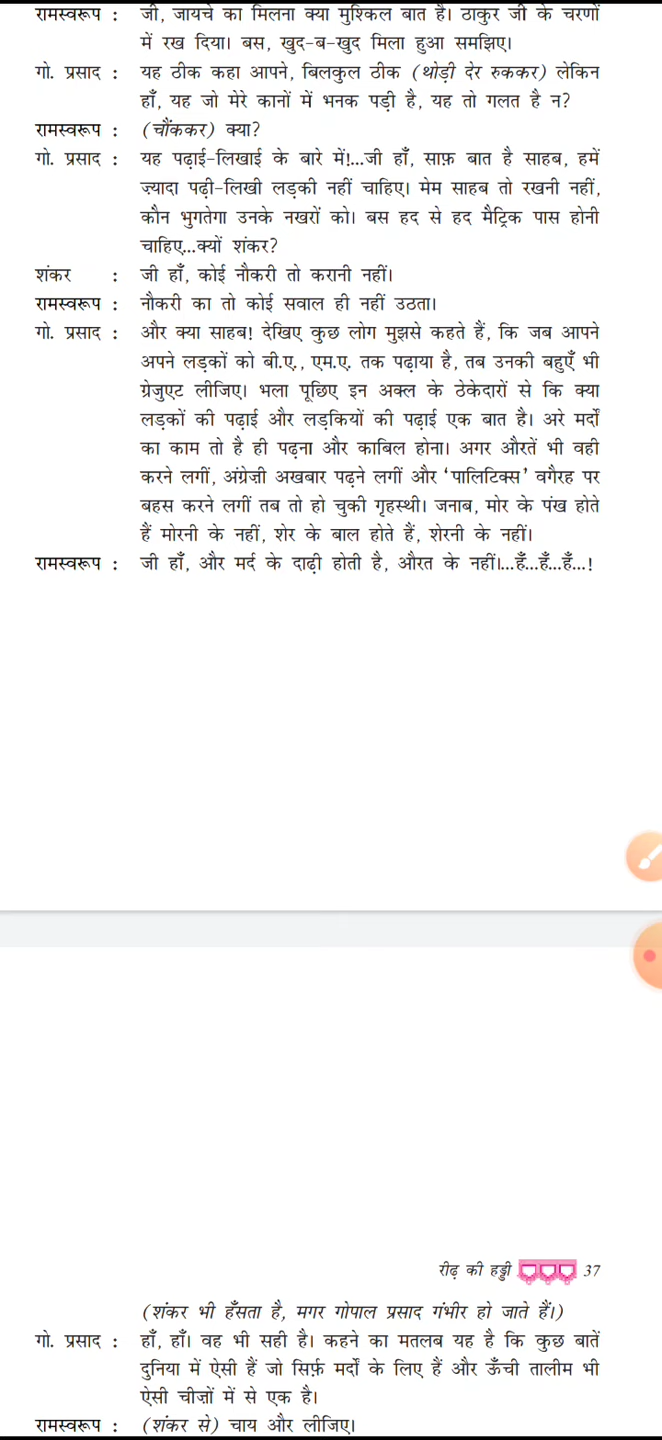 रामस्वरूप : जी, जायचे का मिलना क्या मुश्किल बात है। ठाकुर जी के चरणों
में रख दिया। बस, खुद-ब-खुद मिला हुआ समझिए।
गो. प्रसाद : यह ठीक कहा आपने, बिलकुल ठीक (थोड़ी देर रुककर) लेकिन
हाँ, यह जो मेरे कानों में भनक पड़ी है, यह तो गलत है न?
रामस्वरूप : (चौंककर) क्या?
गो. प्रसाद : यह पढ़ाई-लिखाई के बारे में!...जी हाँ, साफ़ बात है साहब, हमें
ज़्यादा पढ़ी-लिखी लड़की नहीं चाहिए। मेम साहब तो रखनी नहीं,
कौन भुगतेगा उनके नखरों को। बस हद से हद मैट्रिक पास होनी
चाहिए...क्यों शंकर?
शंकर : जी हाँ, कोई नौकरी तो करानी नहीं।
रामस्वरूप : नौकरी का तो कोई सवाल ही नहीं उठता।
गो. प्रसाद : और क्या साहब! देखिए कुछ लोग मुझसे कहते हैं, कि जब आपने
अपने लड़कों को बी.ए., एम.ए. तक पढ़ाया है, तब उनकी बहुएँ भी
ग्रेजुएट लीजिए। भला पूछिए इन अक्ल के ठेकेदारों से कि क्या
लड़कों की पढ़ाई और लड़कियों की पढ़ाई एक बात है। अरे मर्दों
का काम तो है ही पढ़ना और काबिल होना। अगर औरतें भी वही
करने लगीं, अंग्रेज़ी अखबार पढ़ने लगीं और ‘पालिटिक्स’ वगैरह पर
बहस करने लगीं तब तो हो चुकी गृहस्थी। जनाब, मोर के पंख होते
हैं मोरनी के नहीं, शेर के बाल होते हैं, शेरनी के नहीं।
रामस्वरूप : जी हाँ, और मर्द के दाढ़ी होती है, औरत के नहीं।...हँ...हँ...हँ...!
रीढ़ की हड्डी 37
(शंकर भी हँसता है, मगर गोपाल प्रसाद गंभीर हो जाते हैं।)
गो. प्रसाद : हाँ, हाँ। वह भी सही है। कहने का मतलब यह है कि कुछ बातें
दुनिया में ऐसी हैं जो सिर्फ़ मर्दों के लिए हैं और ऊँची तालीम भी
ऐसी चीज़ों में से एक है।
रामस्वरूप : (शंकर से) चाय और लीजिए।